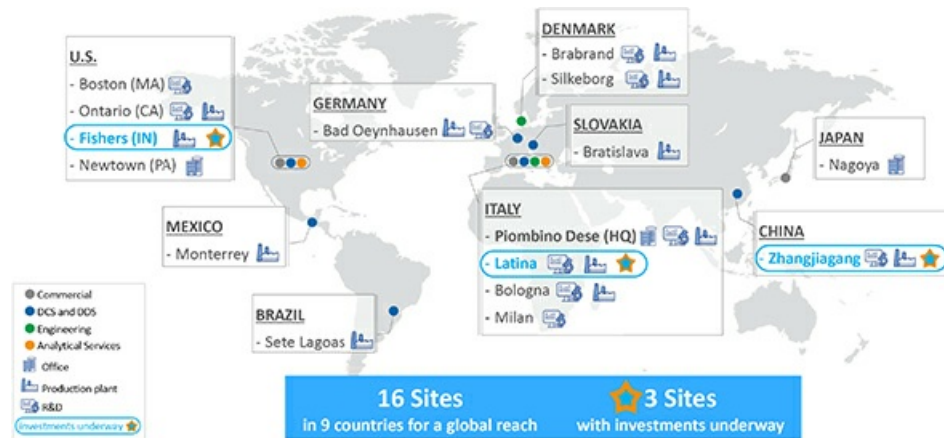 U.S.
- Boston (MA)
- Ontario (CA)
- Fishers (IN)
- Newtown (PA)
GERMANY
- Bad Oeynhausen
DENMARK
- Brabrand
- Silkeborg
SLOVAKIA
- Bratislava
JAPAN
- Nagoya
MEXICO
- Monterrey
ITALY
- Piombino Dese (HQ)
- Latina
- Bologna
- Milan
CHINA
- Zhangjiagang
BRAZIL
- Sete Lagoas
Commercial
DCS and DDS
Engineering
Analytical Services
Office
Production plant
R&D
investments underway
16 Sites
in 9 countries for a global reach
3 Sites
with investments underway